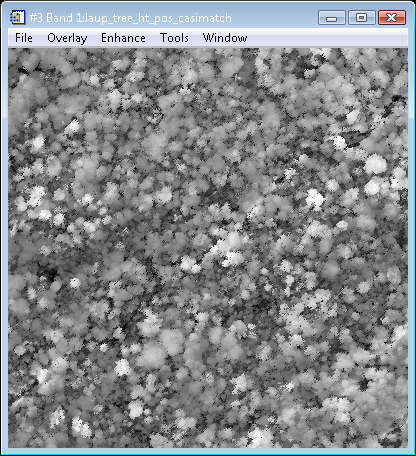 #3 Band 1:laup_tree_ht_pos_casimatch
File Overlay Enhance Tools Window